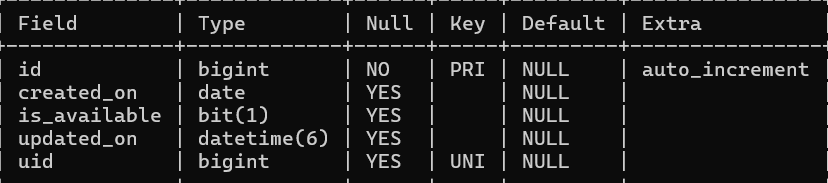 Field | Type | Null | Key | Default | Extra
id | bigint | NO | PRI | NULL | auto_increment
created_on | date | YES | | NULL |
is_available | bit(1) | YES | | NULL |
updated_on | datetime(6) | YES | | NULL |
uid | bigint | YES | UNI | NULL |